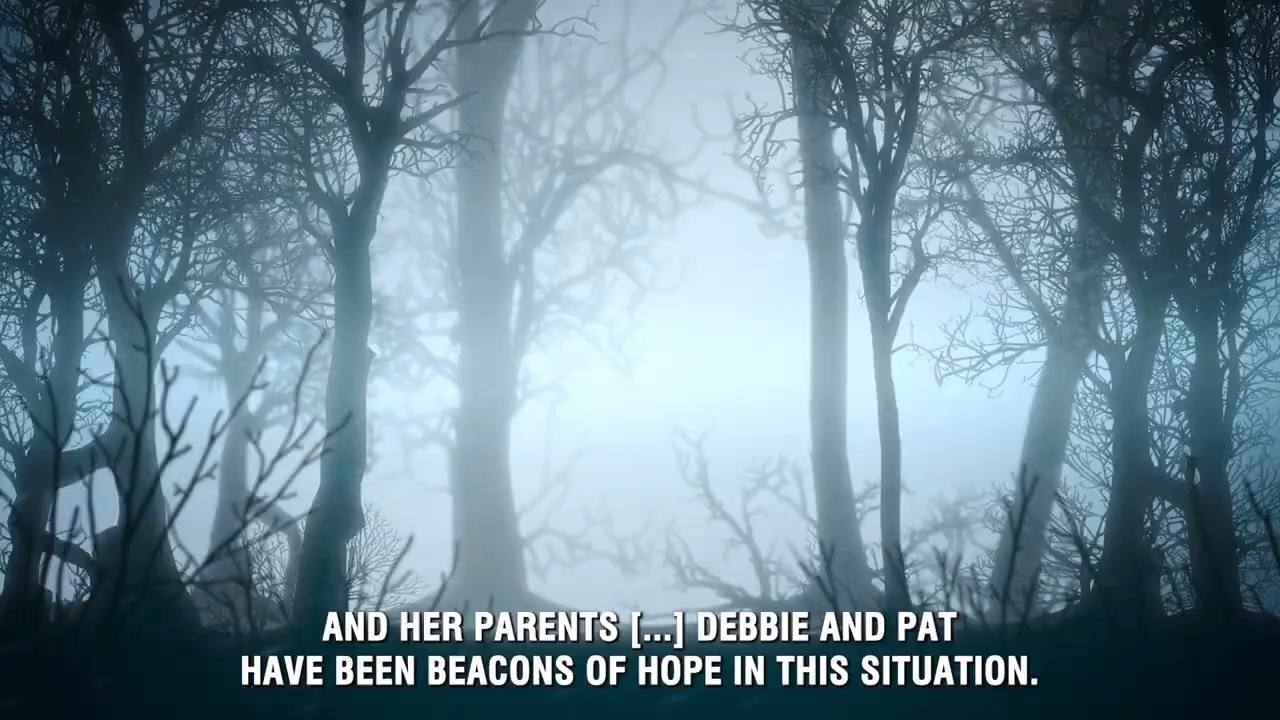 AND HER PARENTS [...] DEBBIE AND PAT
HAVE BEEN BEACONS OF HOPE IN THIS SITUATION.